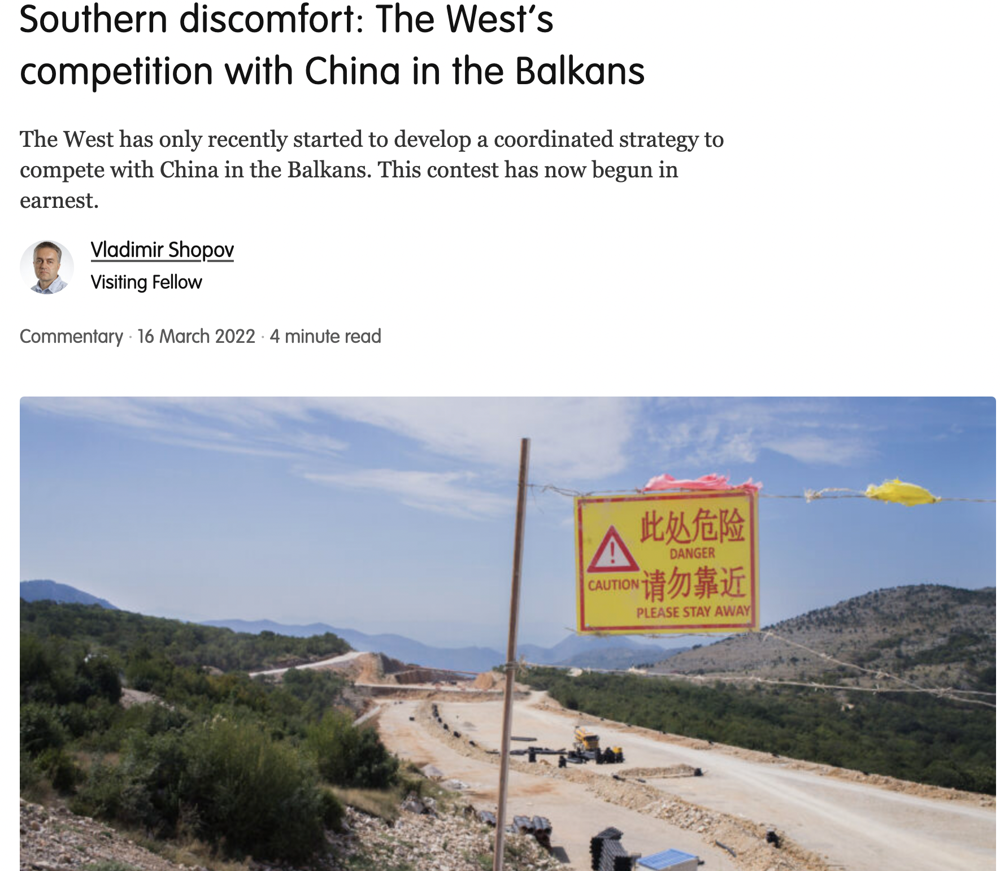 Southern discomfort: The West’s
competition with China in the Balkans
The West has only recently started to develop a coordinated strategy to
compete with China in the Balkans. This contest has now begun in
earnest.
Vladimir Shopov
Visiting Fellow
Commentary · 16 March 2022 · 4 minute read
此处危险
DANGER
CAUTION
请勿靠近
PLEASE STAY AWAY